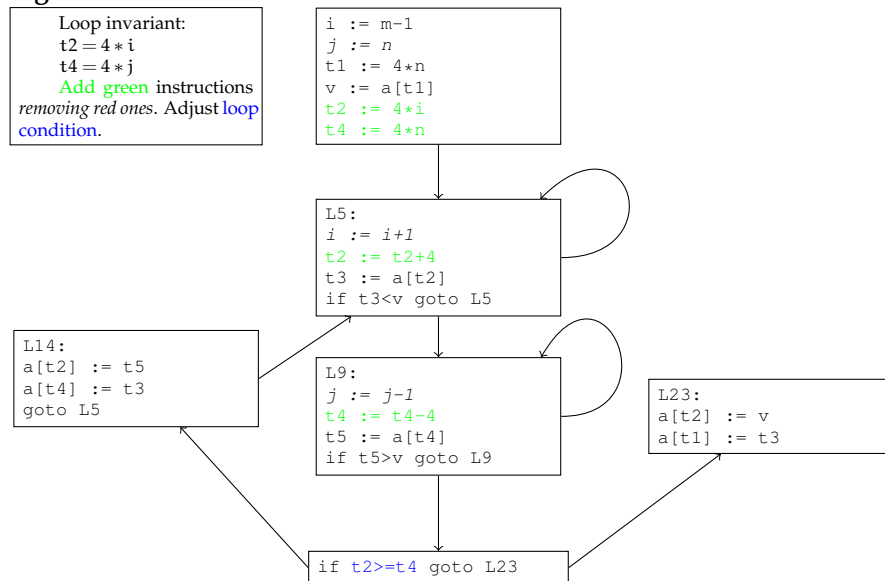 Loop invariant:
t2 = 4 * i
t4 = 4 * j
Add green instructions
removing red ones. Adjust loop
condition.
i := m-1
j := n
t1 := 4*n
v := a[t1]
t2 := 4*i
t4 := 4*n
L5:
i := i+1
t2 := t2+4
t3 := a[t2]
if t3<v goto L5
L14:
a[t2] := t5
a[t4] := t3
goto L5
L9:
j := j-1
t4 := t4-4
t5 := a[t4]
if t5>v goto L9
L23:
a[t2] := v
a[t1] := t3
if t2>=t4 goto L23